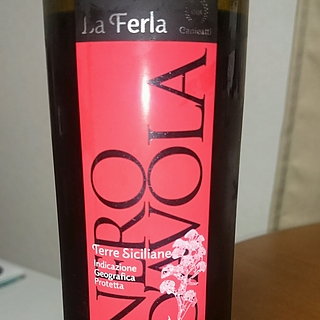 La Ferla
NERO
D'AVOLA
Terre Siciliane
Indicazione
Geografica
Protetta